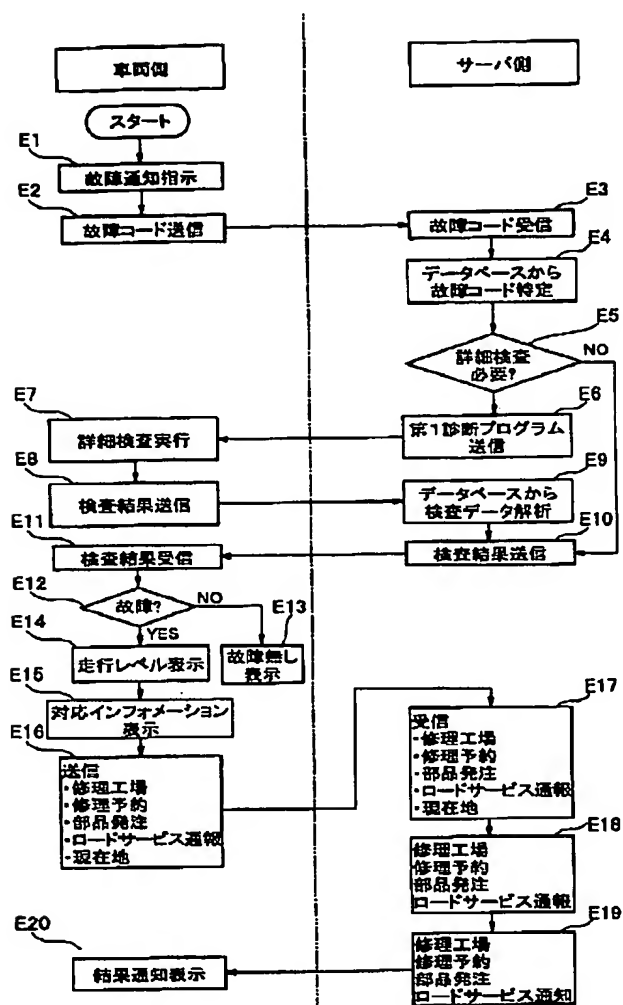 車両側
サーバ側
スタート
E1
故障通知指示
E2
故障コード送信
E3
故障コード受信
E4
データベースから
故障コード特定
E5
詳細検査
必要?
NO
E6
第1診断プログラム
送信
E7
詳細検査実行
E8
検査結果送信
E9
データベースから
検査データ解析
E10
検査結果送信
E11
検査結果受信
E12
故障?
NO
YES
E13
故障無し
表示
E14
走行レベル表示
E15
対応インフォメーション
表示
E16
送信
・修理工場
・修理予約
・部品発注
・ロードサービス通報
・現在地
E17
受信
・修理工場
・修理予約
・部品発注
・ロードサービス通報
・現在地
E18
修理工場
修理予約
部品発注
ロードサービス通報
E19
修理工場
修理予約
部品発注
ロードサービス通知
E20
結果通知表示